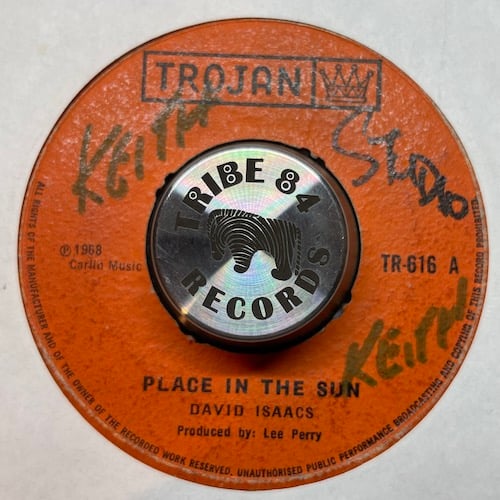 TROJAN
KEITH
STUDIO
TRIBE 84
RECORDS
℗ 1968
Carlin Music
TR-616 A
KEITH
PLACE IN THE SUN
DAVID ISAACS
Produced by: Lee Perry
ALL RIGHTS OF THE MANUFACTURER AND OF THE OWNER OF THE RECORDED WORK RESERVED. UNAUTHORISED PUBLIC PERFORMANCE BROADCASTING AND COPYING OF THIS RECORD PROHIBITED